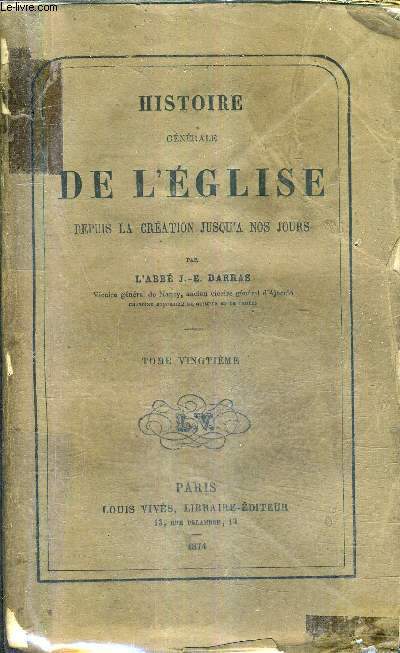 Le-livre.com
HISTOIRE
GÉNÉRALE
DE L'ÉGLISE
DEPUIS LA CRÉATION JUSQU'A NOS JOURS
PAR
L'ABBÉ J.-E. DARRAS
Vicaire général de Nancy, ancien vicaire général d'Ajaccio
TOME VINGTIÈME
L.V.
PARIS
LOUIS VIVÈS, LIBRAIRE-ÉDITEUR
13, RUE DELAMBRE, 13
1874